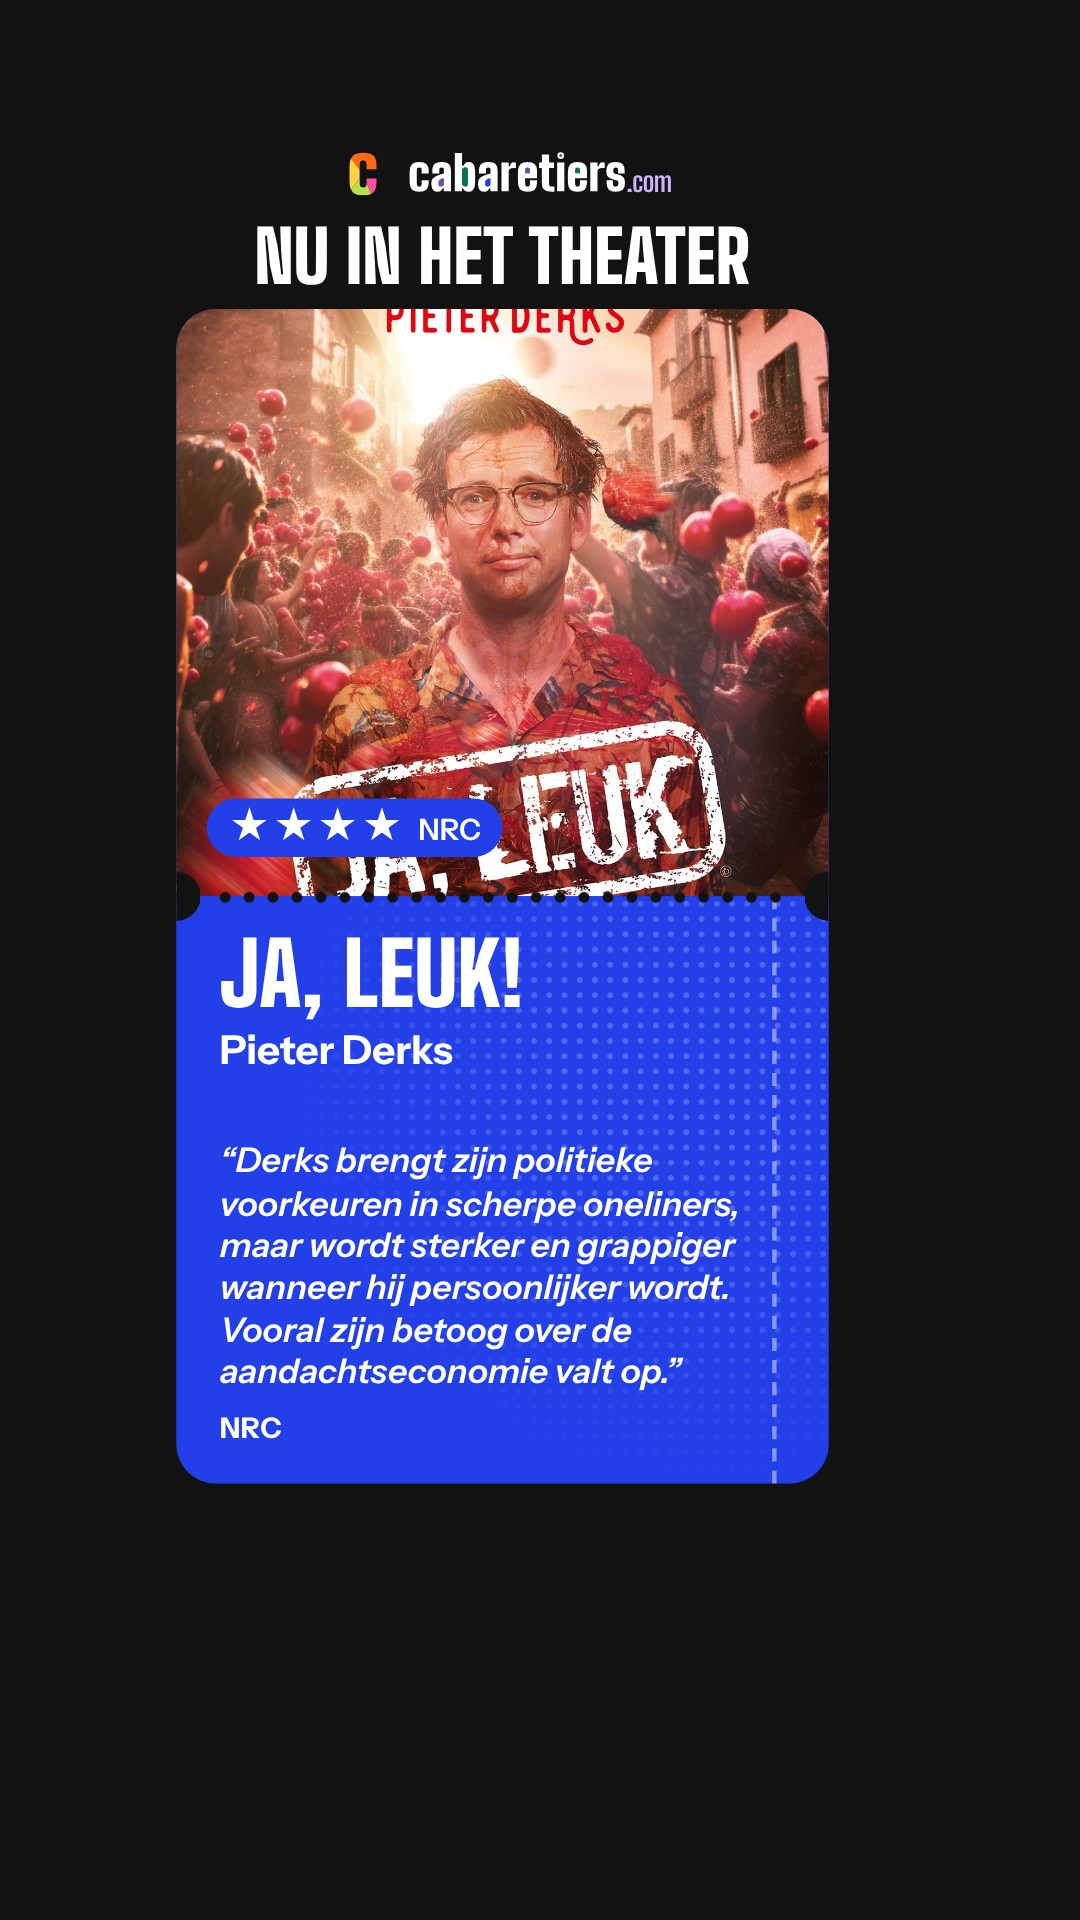 C cabaretiers.com
NU IN HET THEATER
PIETER DERKS
JA, LEUK
★★★★ NRC
JA, LEUK!
Pieter Derks
“Derks brengt zijn politieke
voorkeuren in scherpe oneliners,
maar wordt sterker en grappiger
wanneer hij persoonlijker wordt.
Vooral zijn betoog over de
aandachtseconomie valt op.”
NRC